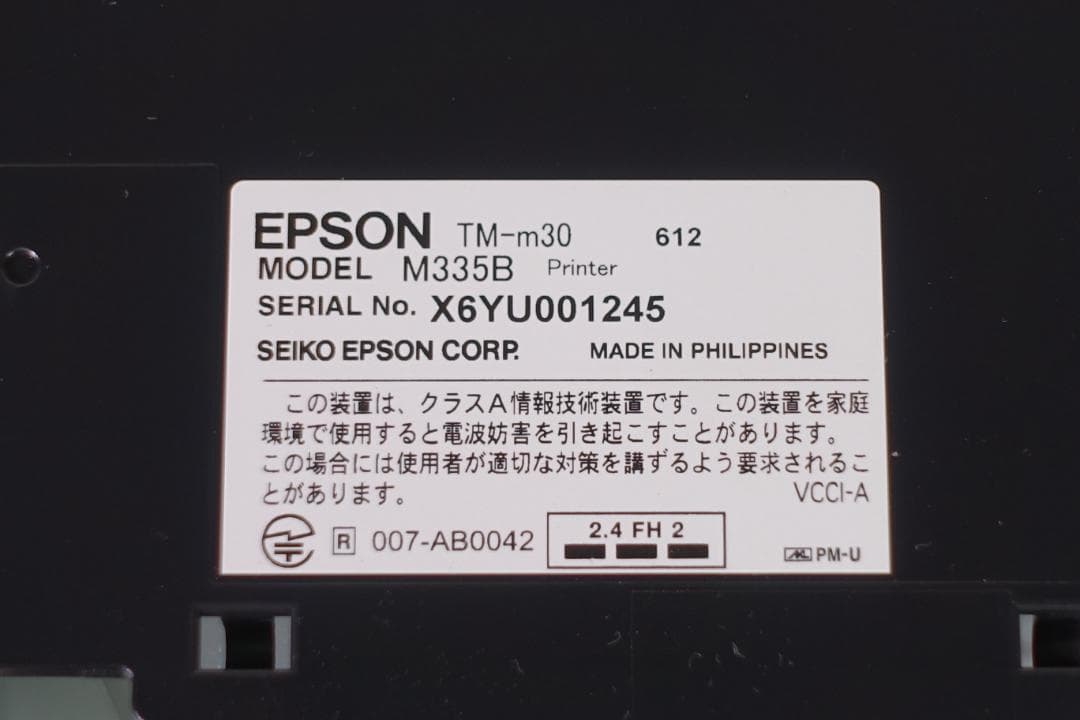 EPSON TM-m30 612
MODEL M335B Printer
SERIAL No. X6YU001245
SEIKO EPSON CORP. MADE IN PHILIPPINES
この装置は、クラスA情報技術装置です。この装置を家庭
環境で使用すると電波妨害を引き起こすことがあります。
この場合には使用者が適切な対策を講ずるよう要求されるこ
とがあります。 VCCI-A
R 007-AB0042 2.4 FH 2
PM-U